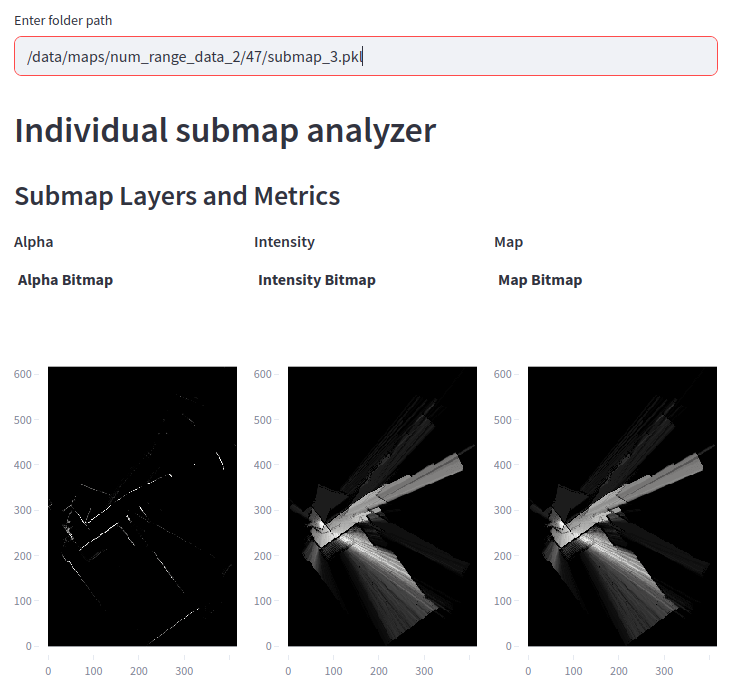 Enter folder path
/data/maps/num_range_data_2/47/submap_3.pkl
Individual submap analyzer
Submap Layers and Metrics
Alpha Intensity Map
Alpha Bitmap Intensity Bitmap Map Bitmap
600 600 600
500 500 500
400 400 400
300 300 300
200 200 200
100 100 100
0 0 0
0 100 200 300 0 100 200 300 0 100 200 300